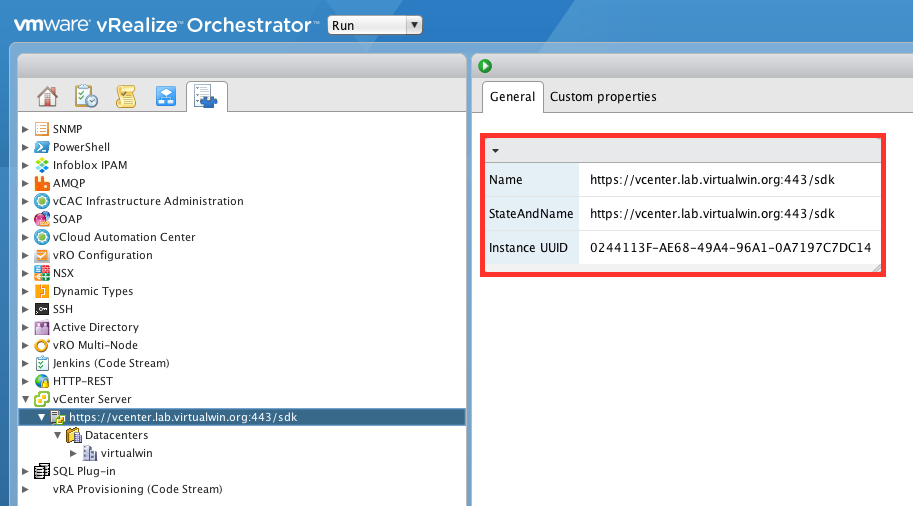 vmware vRealize™ Orchestrator™ Run
SNMP
PowerShell
Infoblox IPAM
AMQP
vCAC Infrastructure Administration
SOAP
vCloud Automation Center
vRO Configuration
NSX
Dynamic Types
SSH
Active Directory
vRO Multi-Node
Jenkins (Code Stream)
HTTP-REST
vCenter Server
https://vcenter.lab.virtualwin.org:443/sdk
Datacenters
virtualwin
SQL Plug-in
vRA Provisioning (Code Stream)
General Custom properties
Name https://vcenter.lab.virtualwin.org:443/sdk
StateAndName https://vcenter.lab.virtualwin.org:443/sdk
Instance UUID 0244113F-AE68-49A4-96A1-0A7197C7DC14